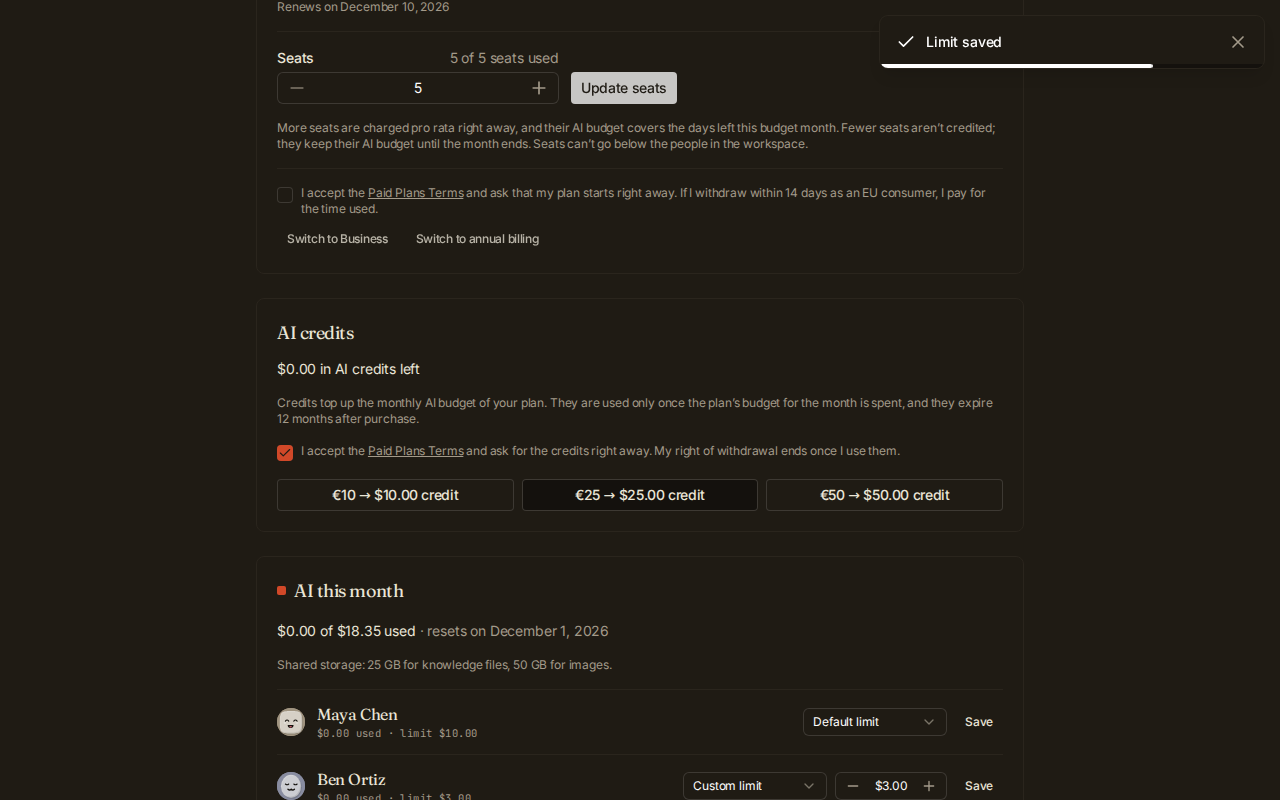 Renews on December 10, 2026
Limit saved
Seats
5 of 5 seats used
5
Update seats
More seats are charged pro rata right away, and their AI budget covers the days left this budget month. Fewer seats aren't credited;
they keep their AI budget until the month ends. Seats can't go below the people in the workspace.
I accept the Paid Plans Terms and ask that my plan starts right away. If I withdraw within 14 days as an EU consumer, I pay for
the time used.
Switch to Business
Switch to annual billing
AI credits
$0.00 in AI credits left
Credits top up the monthly AI budget of your plan. They are used only once the plan's budget for the month is spent, and they expire
12 months after purchase.
I accept the Paid Plans Terms and ask for the credits right away. My right of withdrawal ends once I use them.
€10 → $10.00 credit
€25 → $25.00 credit
€50 → $50.00 credit
AI this month
$0.00 of $18.35 used · resets on December 1, 2026
Shared storage: 25 GB for knowledge files, 50 GB for images.
Maya Chen
$0.00 used · limit $10.00
Default limit
Save
Ben Ortiz
$0.00 used · limit $3.00
Custom limit
$3.00
Save